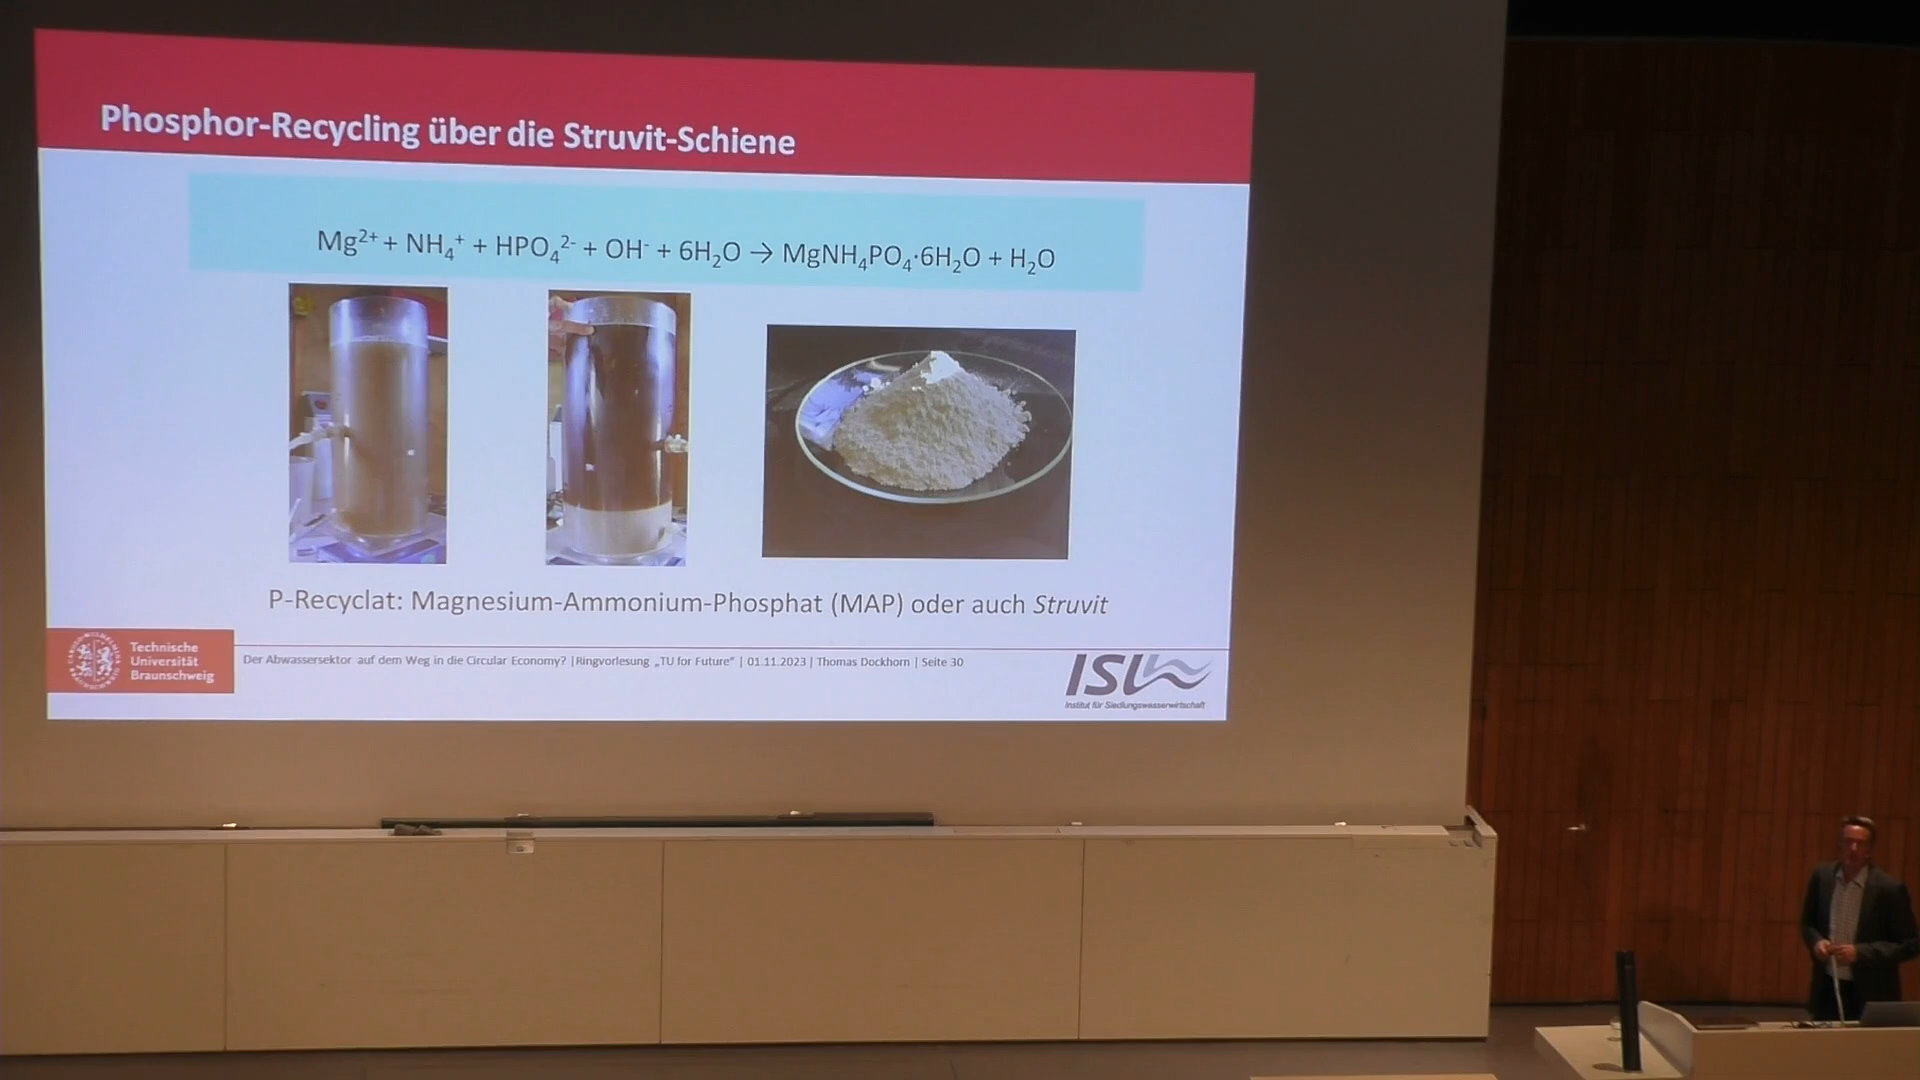 Phosphor-Recycling über die Struvit-Schiene
Mg²⁺ + NH₄⁺ + HPO₄²⁻ + OH⁻ + 6H₂O → MgNH₄PO₄·6H₂O + H₂O
P-Recyclat: Magnesium-Ammonium-Phosphat (MAP) oder auch Struvit
Technische
Universität
Braunschweig
Der Abwassersektor auf dem Weg in die Circular Economy? |Ringvorlesung „TU for Future“ | 01.11.2023 | Thomas Dockhorn | Seite 30
ISW
Institut für Siedlungswasserwirtschaft